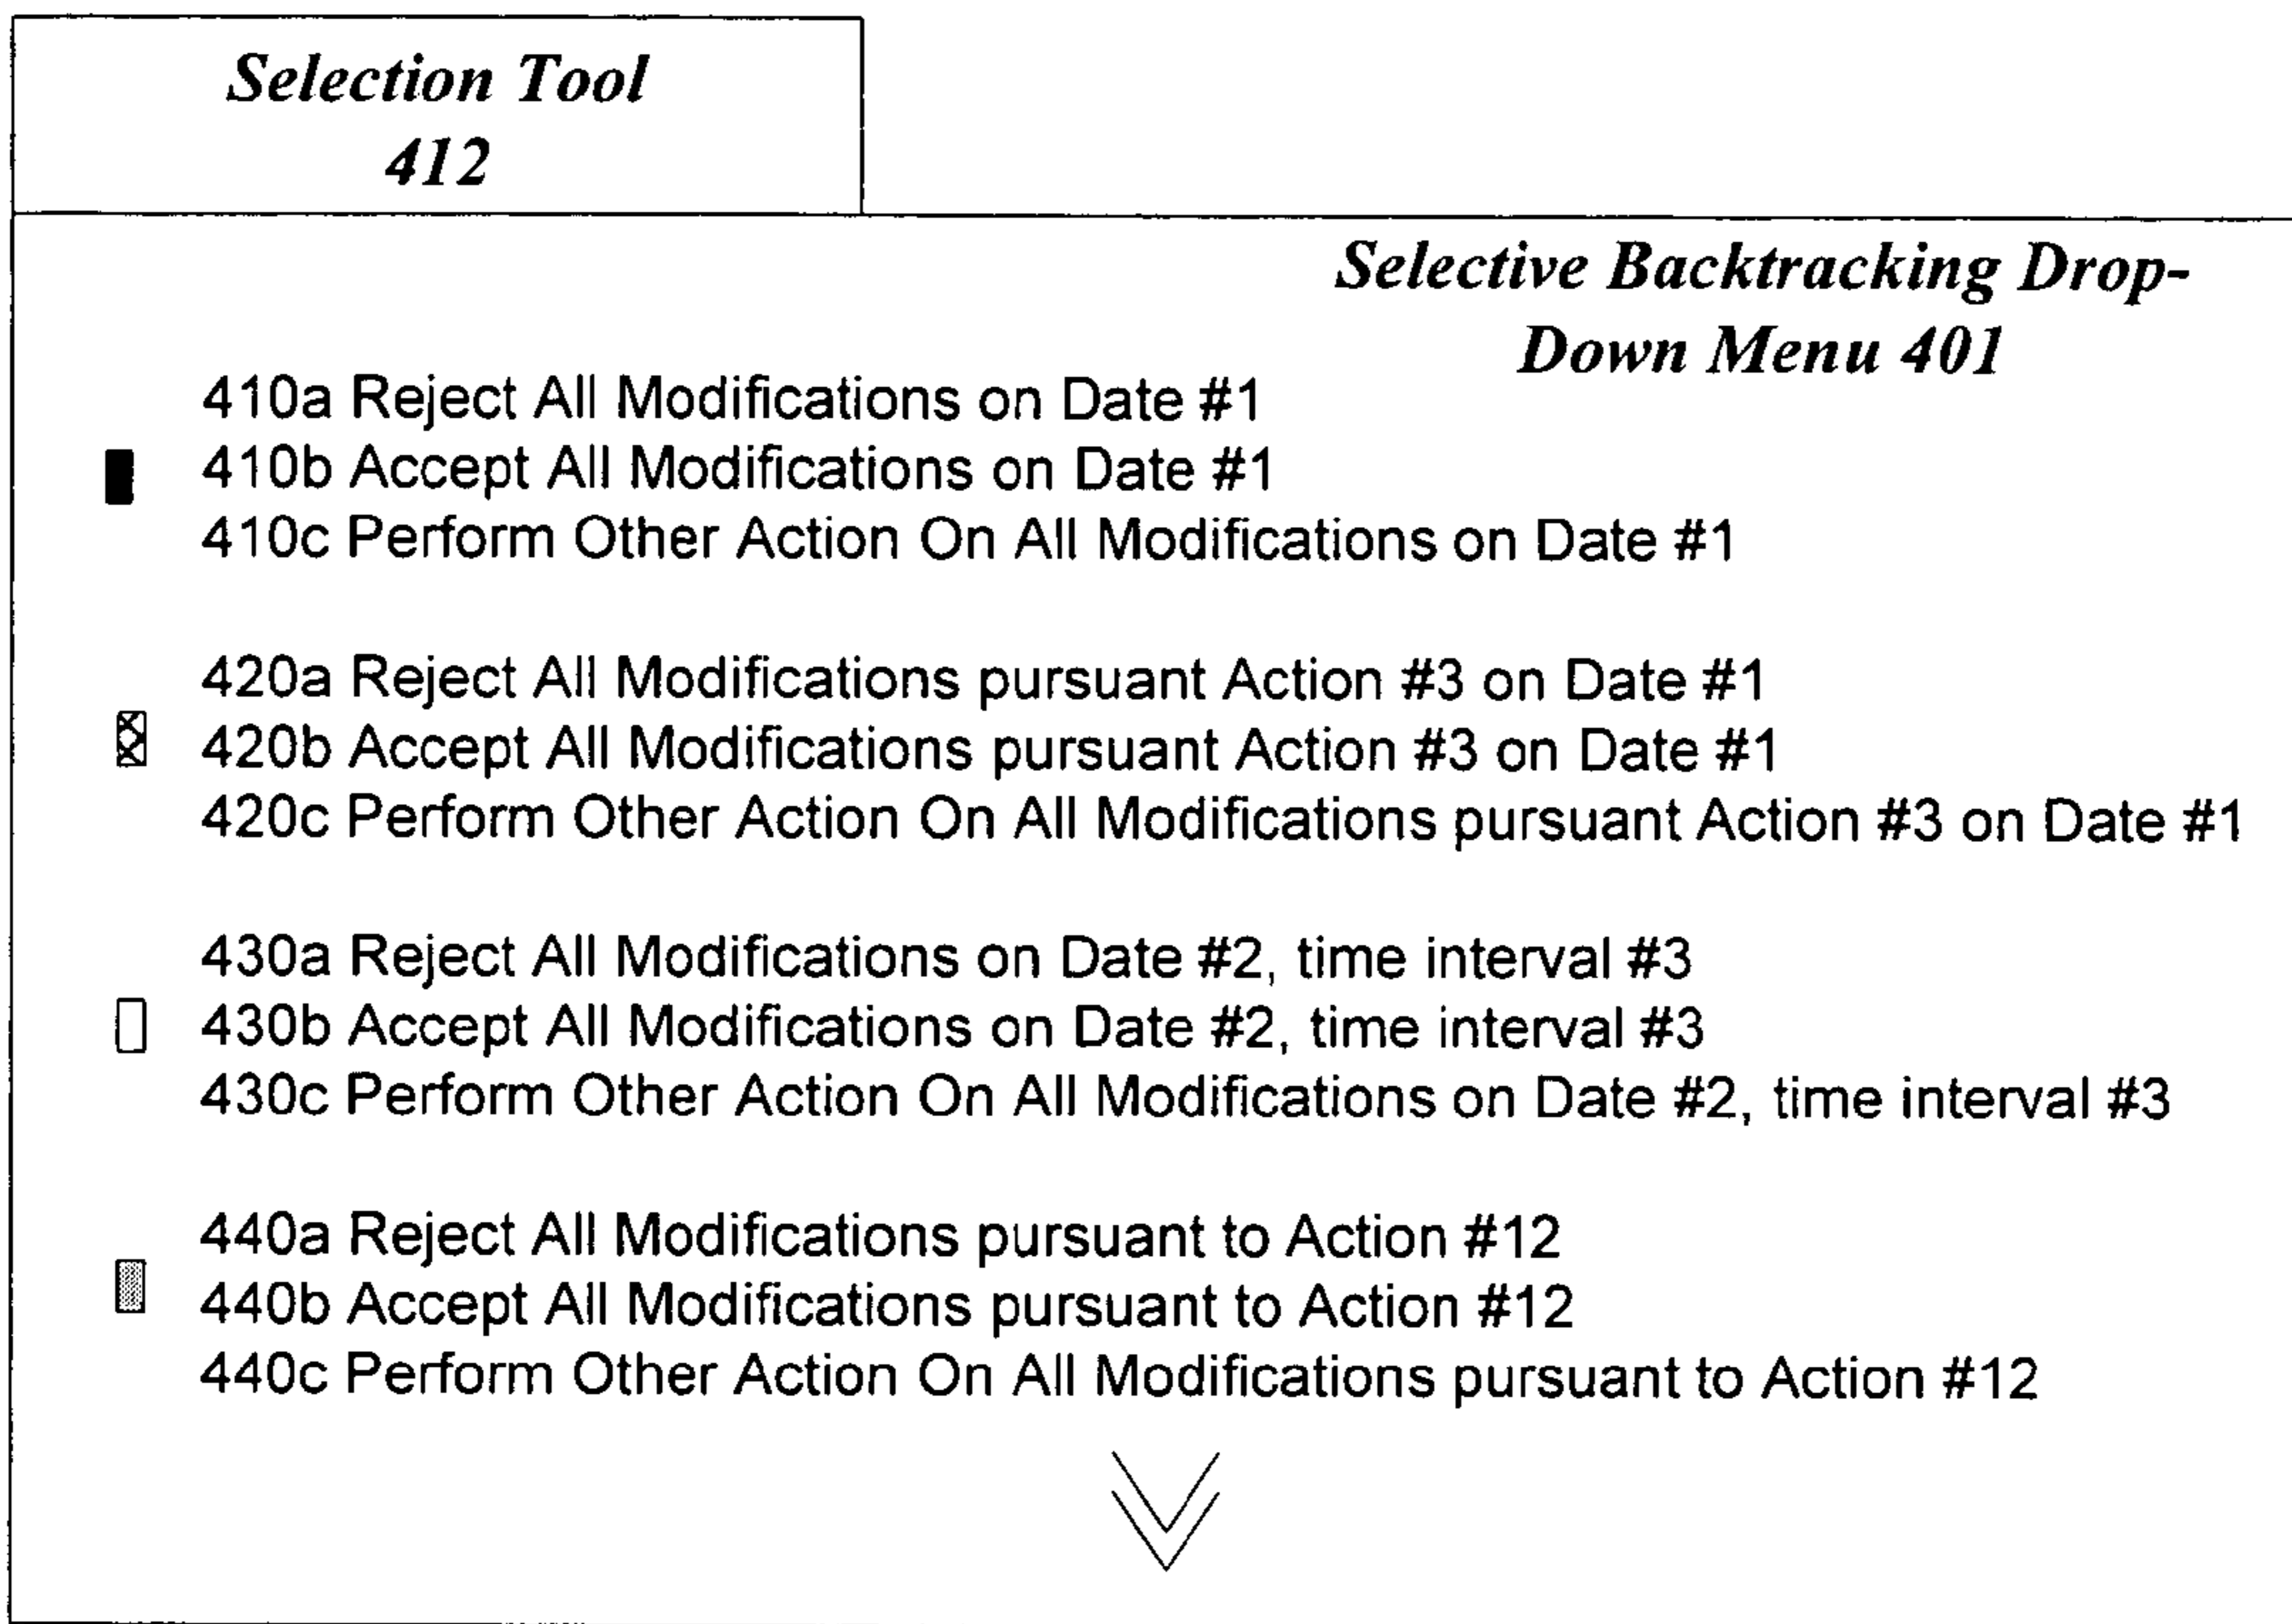 Selection Tool
412
Selective Backtracking Drop-
Down Menu 401
410a Reject All Modifications on Date #1
410b Accept All Modifications on Date #1
410c Perform Other Action On All Modifications on Date #1
420a Reject All Modifications pursuant Action #3 on Date #1
420b Accept All Modifications pursuant Action #3 on Date #1
420c Perform Other Action On All Modifications pursuant Action #3 on Date #1
430a Reject All Modifications on Date #2, time interval #3
430b Accept All Modifications on Date #2, time interval #3
430c Perform Other Action On All Modifications on Date #2, time interval #3
440a Reject All Modifications pursuant to Action #12
440b Accept All Modifications pursuant to Action #12
440c Perform Other Action On All Modifications pursuant to Action #12